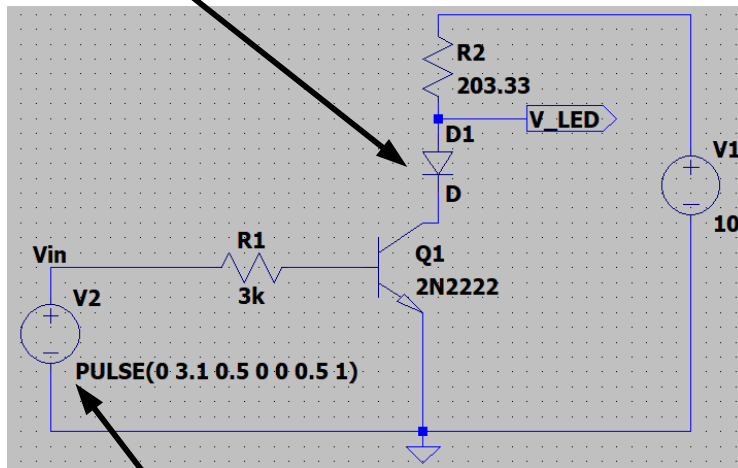 R2
203.33
V_LED
D1
D
V1
10
Vin
V2
R1
3k
Q1
2N2222
PULSE(0 3.1 0.5 0 0 0.5 1)